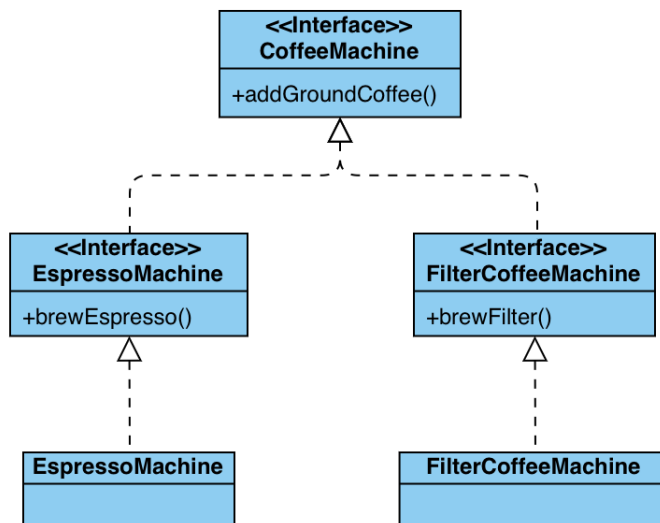 <<Interface>>
CoffeeMachine
+addGroundCoffee()
<<Interface>>
EspressoMachine
+brewEspresso()
<<Interface>>
FilterCoffeeMachine
+brewFilter()
EspressoMachine
FilterCoffeeMachine